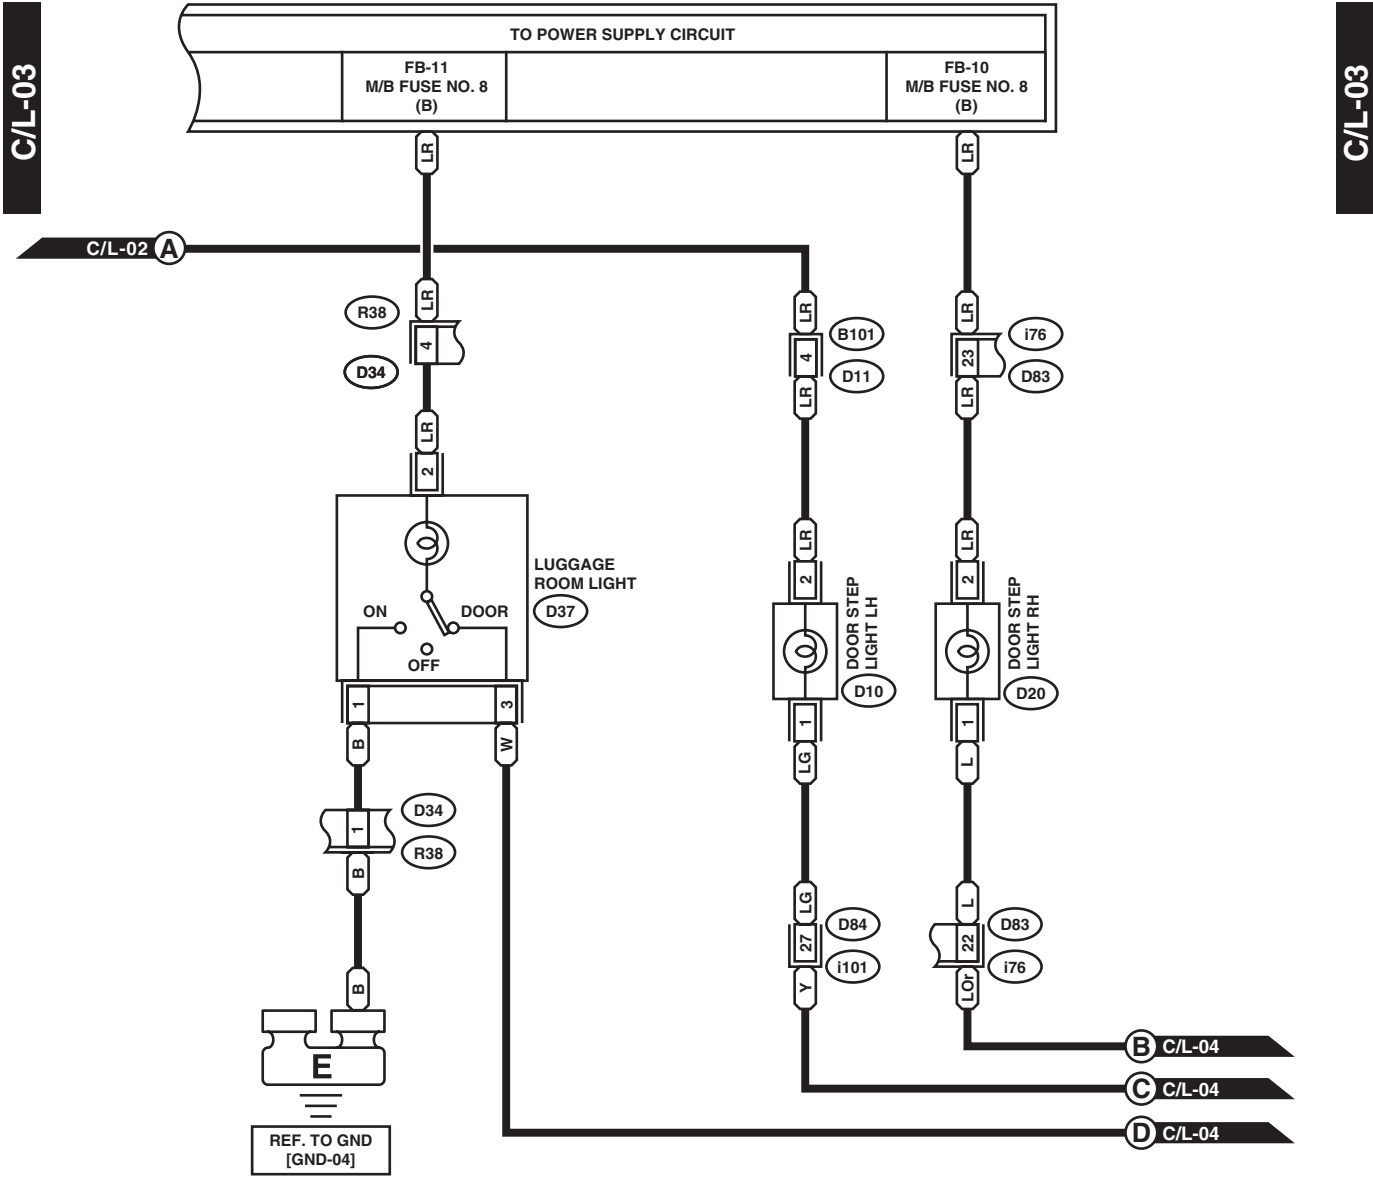 C/L-03
C/L-03
TO POWER SUPPLY CIRCUIT
FB-11
M/B FUSE NO. 8
(B)
FB-10
M/B FUSE NO. 8
(B)
LR
LR
C/L-02 A
LR
LR
LR
R38
4
D34
B101
4
D11
i76
23
D83
LR
LR
LR
2
LR
LR
2
2
LUGGAGE
ROOM LIGHT
D37
ON
DOOR
OFF
DOOR STEP
LIGHT LH
D10
DOOR STEP
LIGHT RH
D20
1
3
1
1
B
W
LG
L
D34
1
R38
B
LG
L
D84
27
i101
D83
22
i76
B
Y
LOr
E
REF. TO GND
[GND-04]
B C/L-04
C C/L-04
D C/L-04